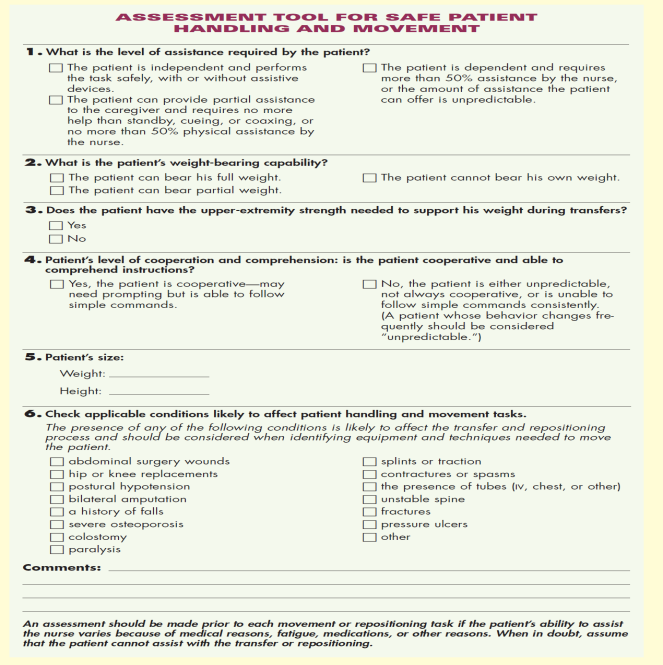 ASSESSMENT TOOL FOR SAFE PATIENT
HANDLING AND MOVEMENT
1. What is the level of assistance required by the patient?
The patient is independent and performs
the task safely, with or without assistive
devices.
The patient can provide partial assistance
to the caregiver and requires no more
help than standby, cueing, or coaxing, or
no more than 50% physical assistance by
the nurse.
The patient is dependent and requires
more than 50% assistance by the nurse,
or the amount of assistance the patient
can offer is unpredictable.
2. What is the patient's weight-bearing capability?
The patient can bear his full weight.
The patient can bear partial weight.
The patient cannot bear his own weight.
3. Does the patient have the upper-extremity strength needed to support his weight during transfers?
Yes
No
4. Patient's level of cooperation and comprehension: is the patient cooperative and able to
comprehend instructions?
Yes, the patient is cooperative—may
need prompting but is able to follow
simple commands.
No, the patient is either unpredictable,
not always cooperative, or is unable to
follow simple commands consistently.
(A patient whose behavior changes fre-
quently should be considered
"unpredictable.")
5. Patient's size:
Weight:
Height:
6. Check applicable conditions likely to affect patient handling and movement tasks.
The presence of any of the following conditions is likely to affect the transfer and repositioning
process and should be considered when identifying equipment and techniques needed to move
the patient.
abdominal surgery wounds
hip or knee replacements
postural hypotension
bilateral amputation
a history of falls
severe osteoporosis
colostomy
paralysis
splints or traction
contractures or spasms
the presence of tubes (IV, chest, or other)
unstable spine
fractures
pressure ulcers
other
Comments:
An assessment should be made prior to each movement or repositioning task if the patient's ability to assist
the nurse varies because of medical reasons, fatigue, medications, or other reasons. When in doubt, assume
that the patient cannot assist with the transfer or repositioning.